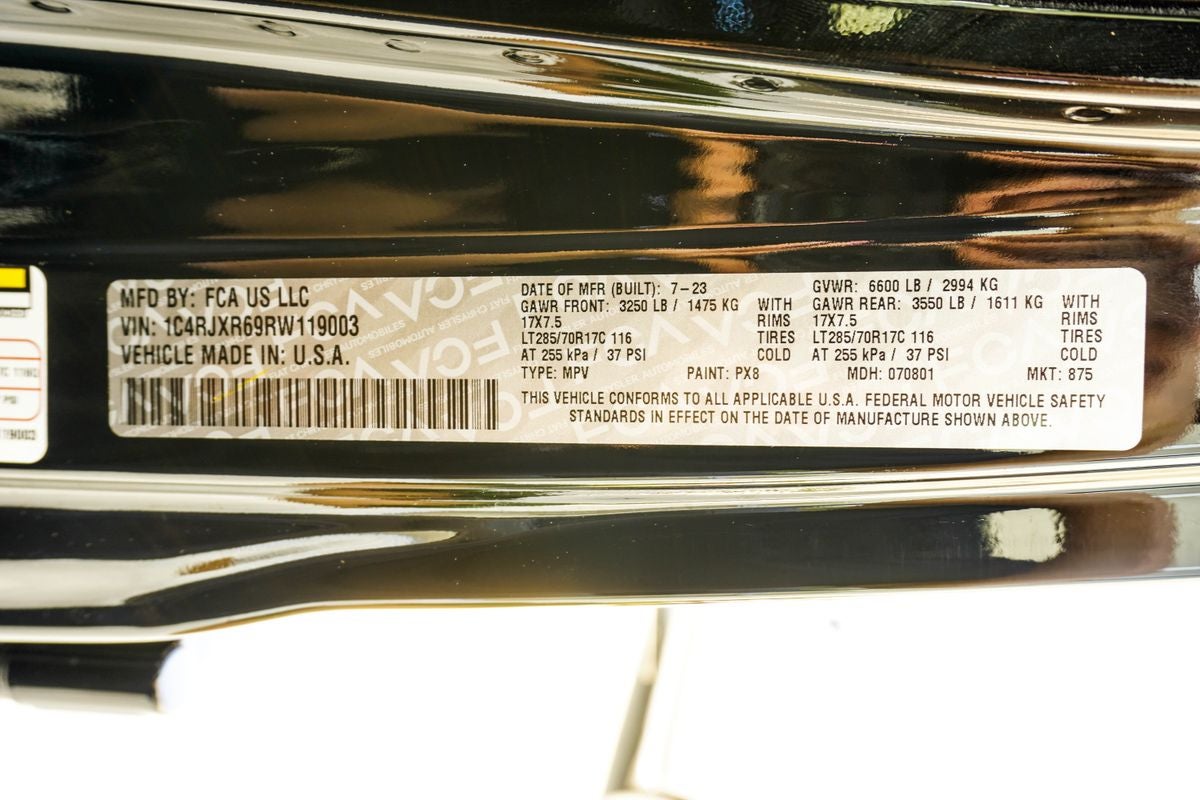 MFD BY: FCA US LLC
VIN: 1C4RJXR69RW119003
VEHICLE MADE IN: U.S.A.
DATE OF MFR (BUILT): 7-23
GAWR FRONT: 3250 LB / 1475 KG WITH
17X7.5 RIMS
LT285/70R17C 116 TIRES
AT 255 kPa / 37 PSI COLD
GVWR: 6600 LB / 2994 KG
GAWR REAR: 3550 LB / 1611 KG WITH
17X7.5 RIMS
LT285/70R17C 116 TIRES
AT 255 kPa / 37 PSI COLD
TYPE: MPV PAINT: PX8 MDH: 070801 MKT: 875
THIS VEHICLE CONFORMS TO ALL APPLICABLE U.S.A. FEDERAL MOTOR VEHICLE SAFETY
STANDARDS IN EFFECT ON THE DATE OF MANUFACTURE SHOWN ABOVE.